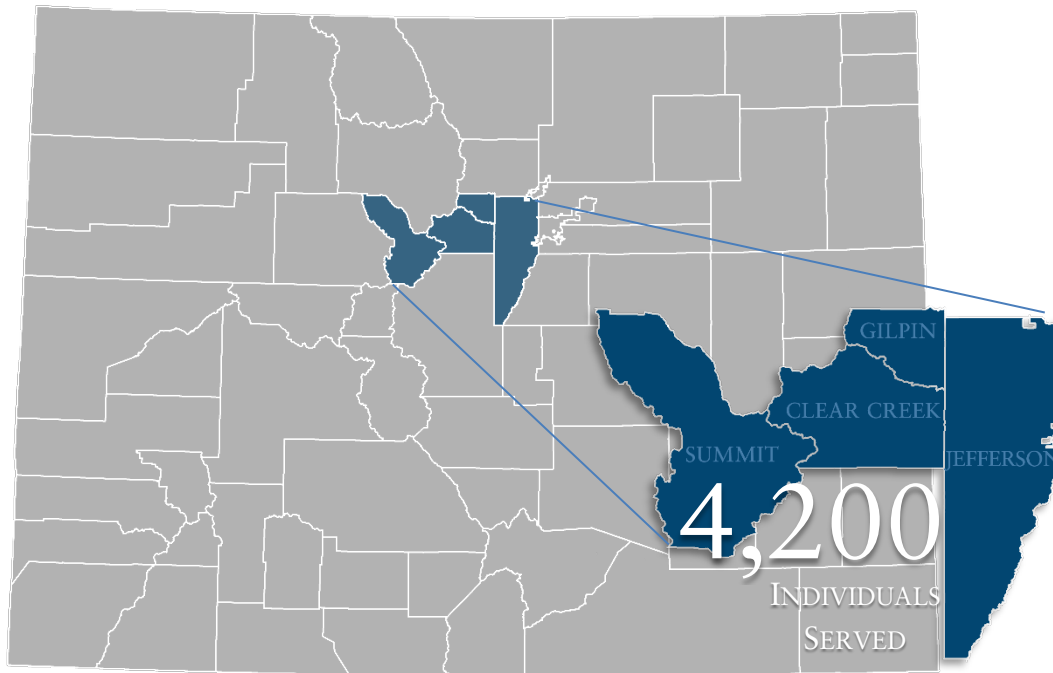 GILPIN
CLEAR CREEK
SUMMIT
JEFFERSON
4,200
INDIVIDUALS
SERVED